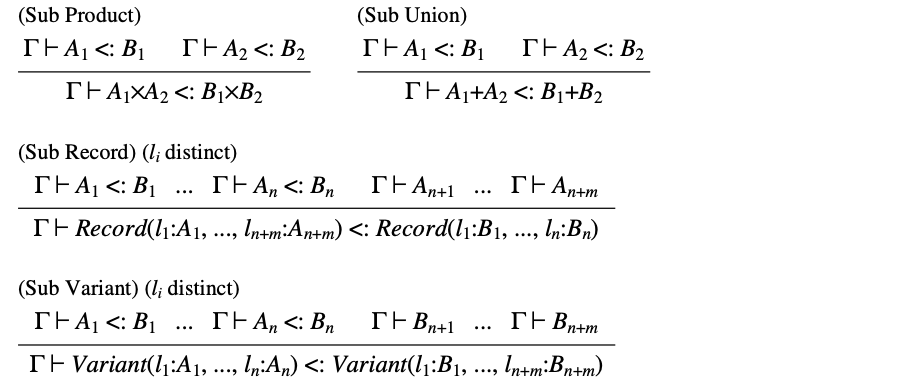 (Sub Product) (Sub Union)
Γ ⊢ A₁ <: B₁ Γ ⊢ A₂ <: B₂ Γ ⊢ A₁ <: B₁ Γ ⊢ A₂ <: B₂
Γ ⊢ A₁×A₂ <: B₁×B₂ Γ ⊢ A₁+A₂ <: B₁+B₂
(Sub Record) (lᵢ distinct)
Γ ⊢ A₁ <: B₁ ... Γ ⊢ Aₙ <: Bₙ Γ ⊢ Aₙ₊₁ ... Γ ⊢ Aₙ₊ₘ
Γ ⊢ Record(l₁:A₁, ..., lₙ₊ₘ:Aₙ₊ₘ) <: Record(l₁:B₁, ..., lₙ:Bₙ)
(Sub Variant) (lᵢ distinct)
Γ ⊢ A₁ <: B₁ ... Γ ⊢ Aₙ <: Bₙ Γ ⊢ Bₙ₊₁ ... Γ ⊢ Bₙ₊ₘ
Γ ⊢ Variant(l₁:A₁, ..., lₙ:Aₙ) <: Variant(l₁:B₁, ..., lₙ₊ₘ:Bₙ₊ₘ)